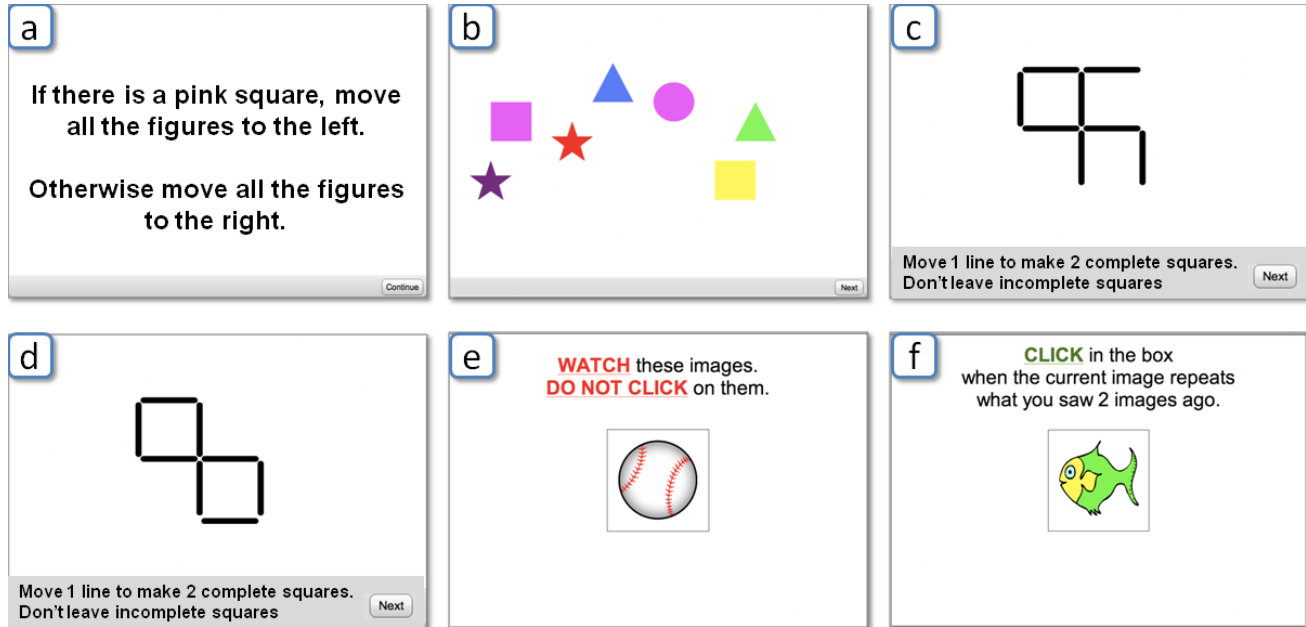 a
If there is a pink square, move
all the figures to the left.
Otherwise move all the figures
to the right.
Continue
b
Next
c
Move 1 line to make 2 complete squares.
Don't leave incomplete squares
Next
d
Move 1 line to make 2 complete squares.
Don't leave incomplete squares
Next
e
WATCH these images.
DO NOT CLICK on them.
f
CLICK in the box
when the current image repeats
what you saw 2 images ago.